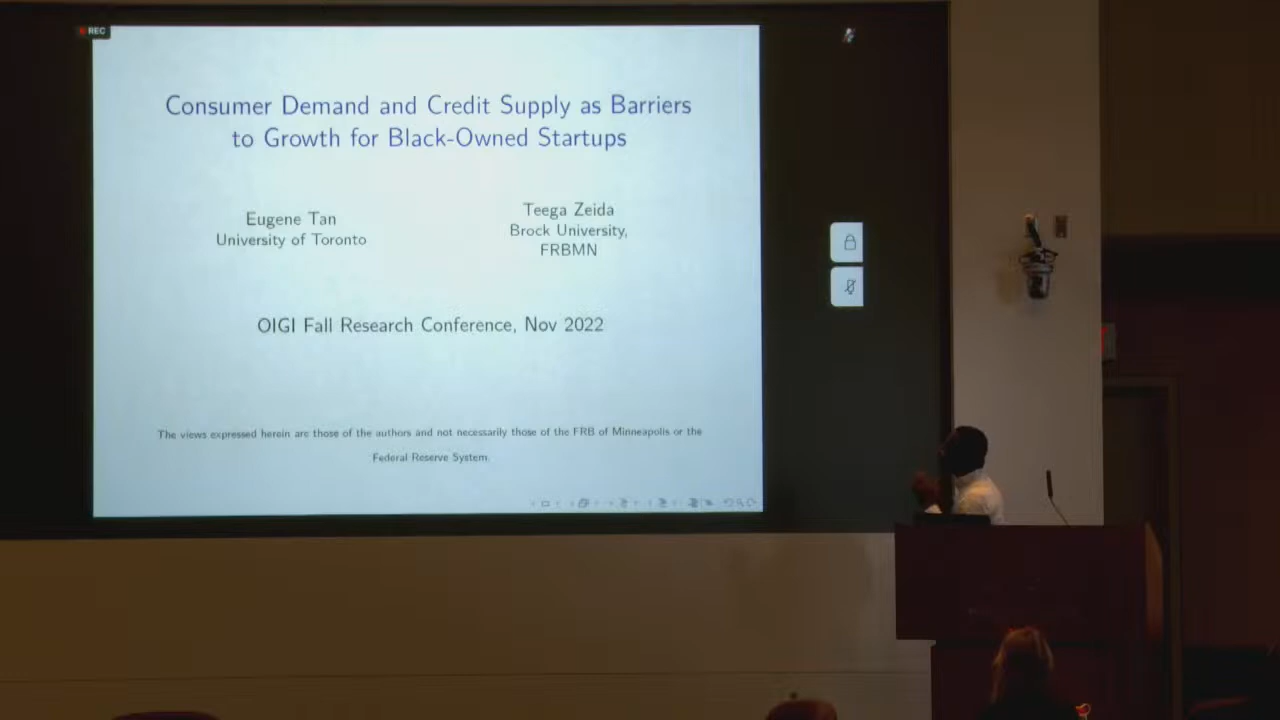 REC
Consumer Demand and Credit Supply as Barriers
to Growth for Black-Owned Startups
Eugene Tan
University of Toronto
Teega Zeida
Brock University,
FRBMN
OIGI Fall Research Conference, Nov 2022
The views expressed herein are those of the authors and not necessarily those of the FRB of Minneapolis or the
Federal Reserve System.